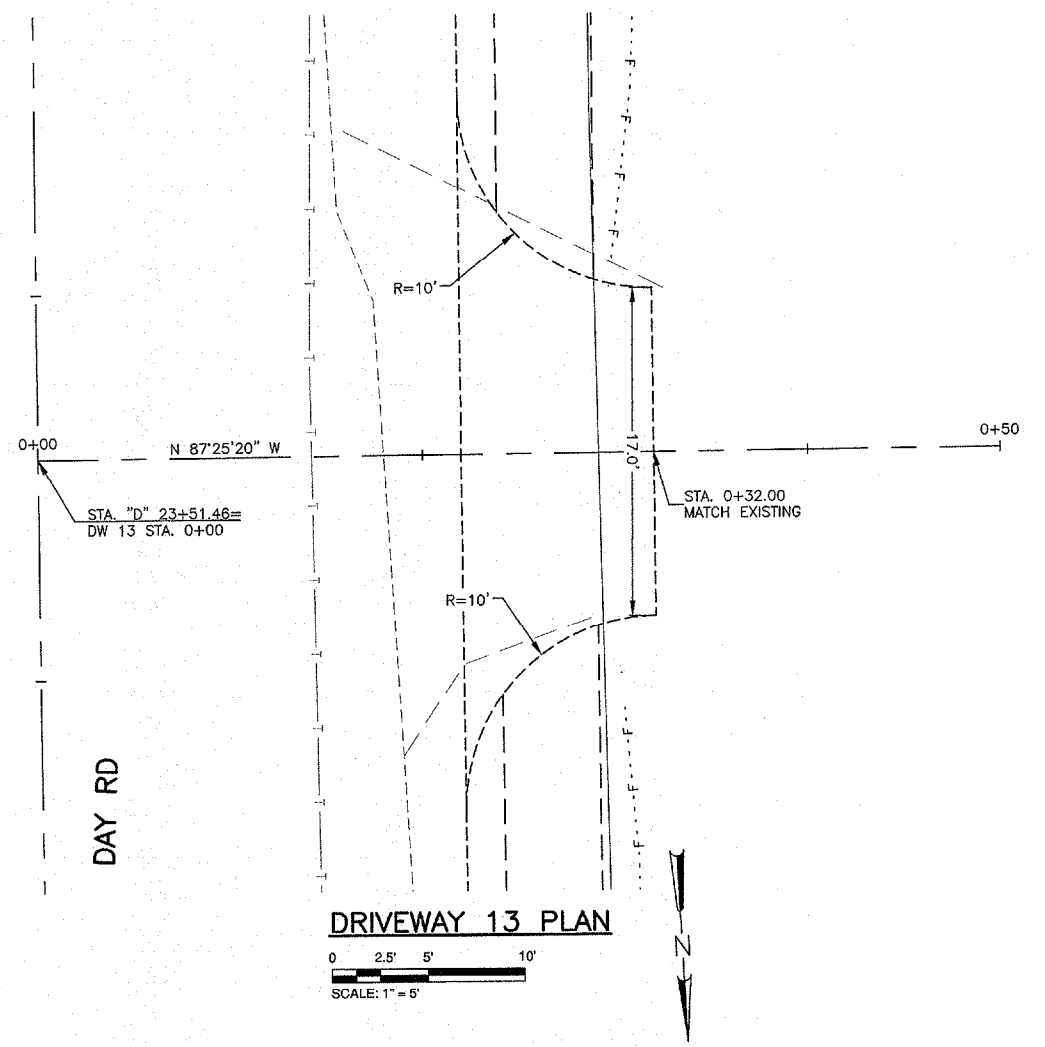 F
F
F
F
R=10'
0+00
N 87°25'20" W
17.0'
0+50
STA. "D" 23+51.46=
DW 13 STA. 0+00
STA. 0+32.00
MATCH EXISTING
R=10'
F
F
F
DAY RD
DRIVEWAY 13 PLAN
0 2.5' 5' 10'
SCALE: 1" = 5'
N